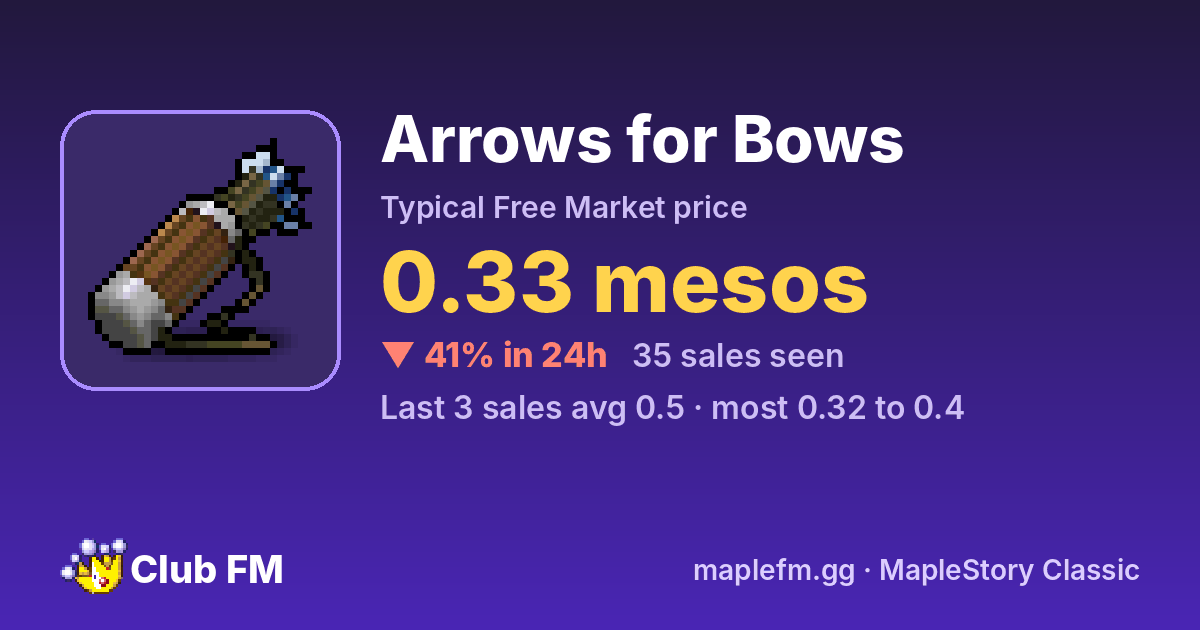 Arrows for Bows
Typical Free Market price
0.33 mesos
▼ 41% in 24h 35 sales seen
Last 3 sales avg 0.5 · most 0.32 to 0.4
Club FM
maplefm.gg · MapleStory Classic